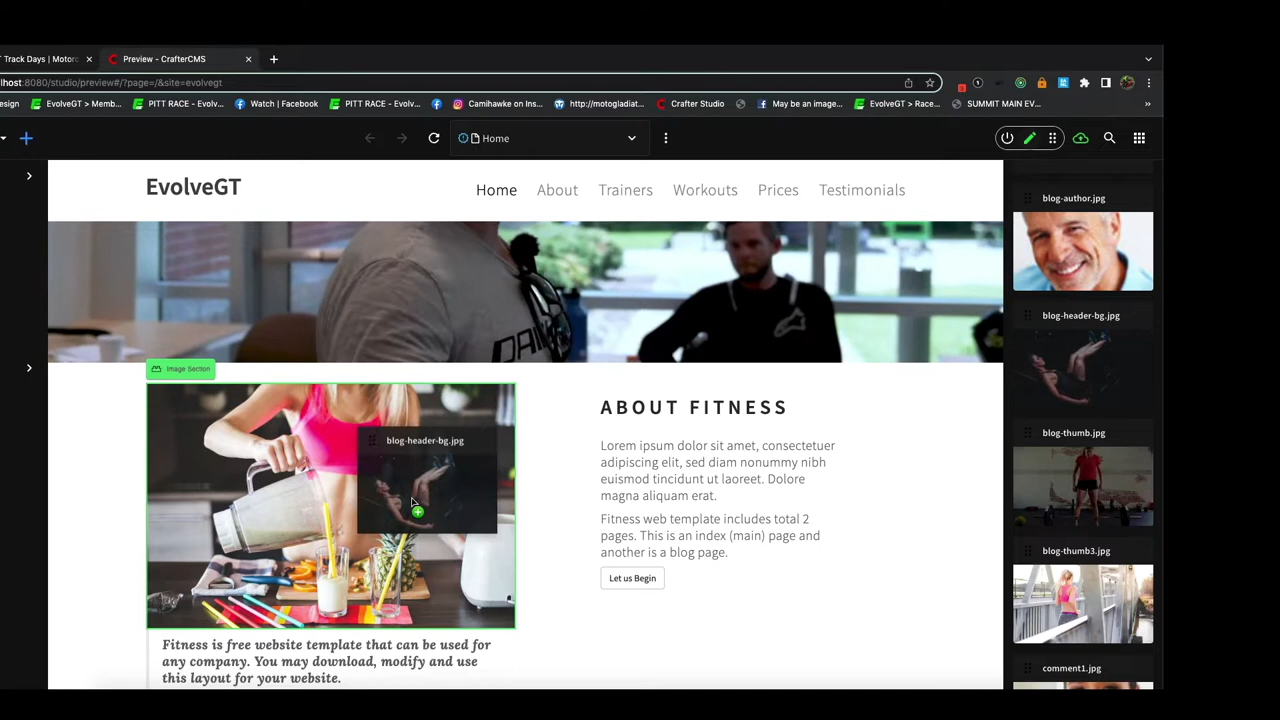 Track Days | Motorc
Preview - CrafterCMS
lhost:8080/studio/preview#/?page=/&site=evolvegt
esign
EvolveGT > Memb...
PITT RACE - Evolv...
Watch | Facebook
PITT RACE - Evolv...
Camihawke on Ins...
http://motogladiat...
Crafter Studio
May be an image...
EvolveGT > Race...
SUMMIT MAIN EV...
»
Home
EvolveGT
Home
About
Trainers
Workouts
Prices
Testimonials
Image Section
blog-header-bg.jpg
ABOUT FITNESS
Lorem ipsum dolor sit amet, consectetuer
adipiscing elit, sed diam nonummy nibh
euismod tincidunt ut laoreet. Dolore
magna aliquam erat.
Fitness web template includes total 2
pages. This is an index (main) page and
another is a blog page.
Let us Begin
Fitness is free website template that can be used for
any company. You may download, modify and use
this layout for your website.
blog-author.jpg
blog-header-bg.jpg
blog-thumb.jpg
blog-thumb3.jpg
comment1.jpg